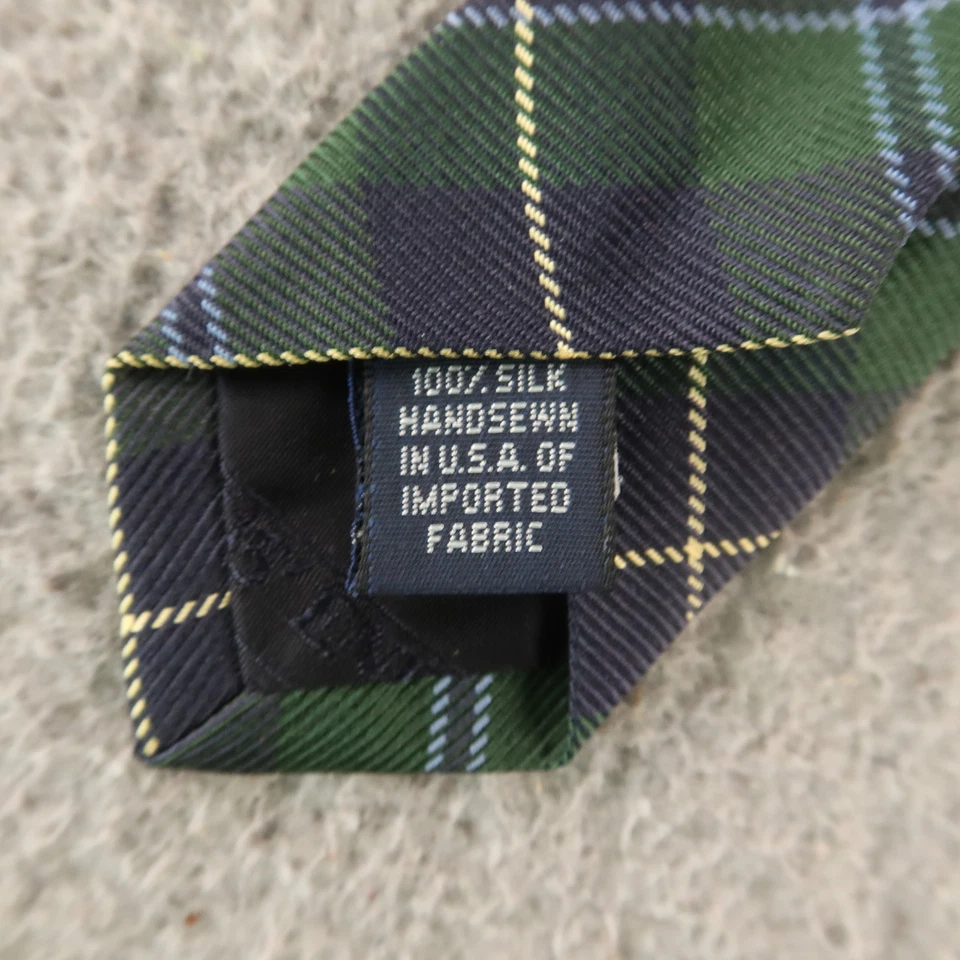 100% SILK
HANDSEWN
IN U.S.A. OF
IMPORTED
FABRIC